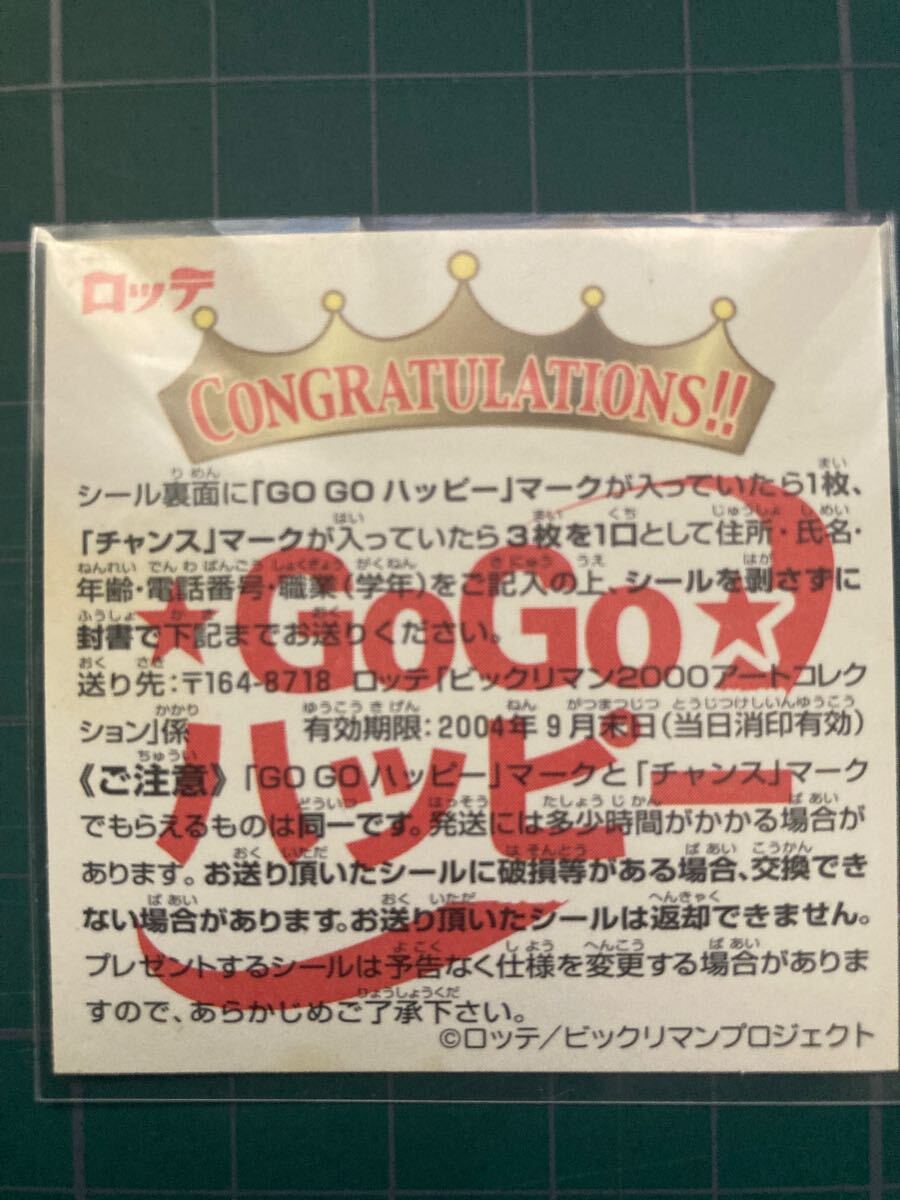 ロッテ
CONGRATULATIONS!!
シール裏面に「GO GO ハッピー」マークが入っていたら1枚、
「チャンス」マークが入っていたら3枚を1口として住所・氏名・
年齢・電話番号・職業(学年)をご記入の上、シールを剥さずに
封書で下記までお送りください。
送り先:〒164-8718 ロッテ「ビックリマン2000アートコレク
ション」係 有効期限:2004年9月末日(当日消印有効)
《ご注意》「GO GO ハッピー」マークと「チャンス」マーク
でもらえるものは同一です。発送には多少時間がかかる場合が
あります。お送り頂いたシールに破損等がある場合、交換でき
ない場合があります。お送り頂いたシールは返却できません。
プレゼントするシールは予告なく仕様を変更する場合がありま
すので、あらかじめご了承下さい。
©ロッテ/ビックリマンプロジェクト
★GoGo★
ハッピー